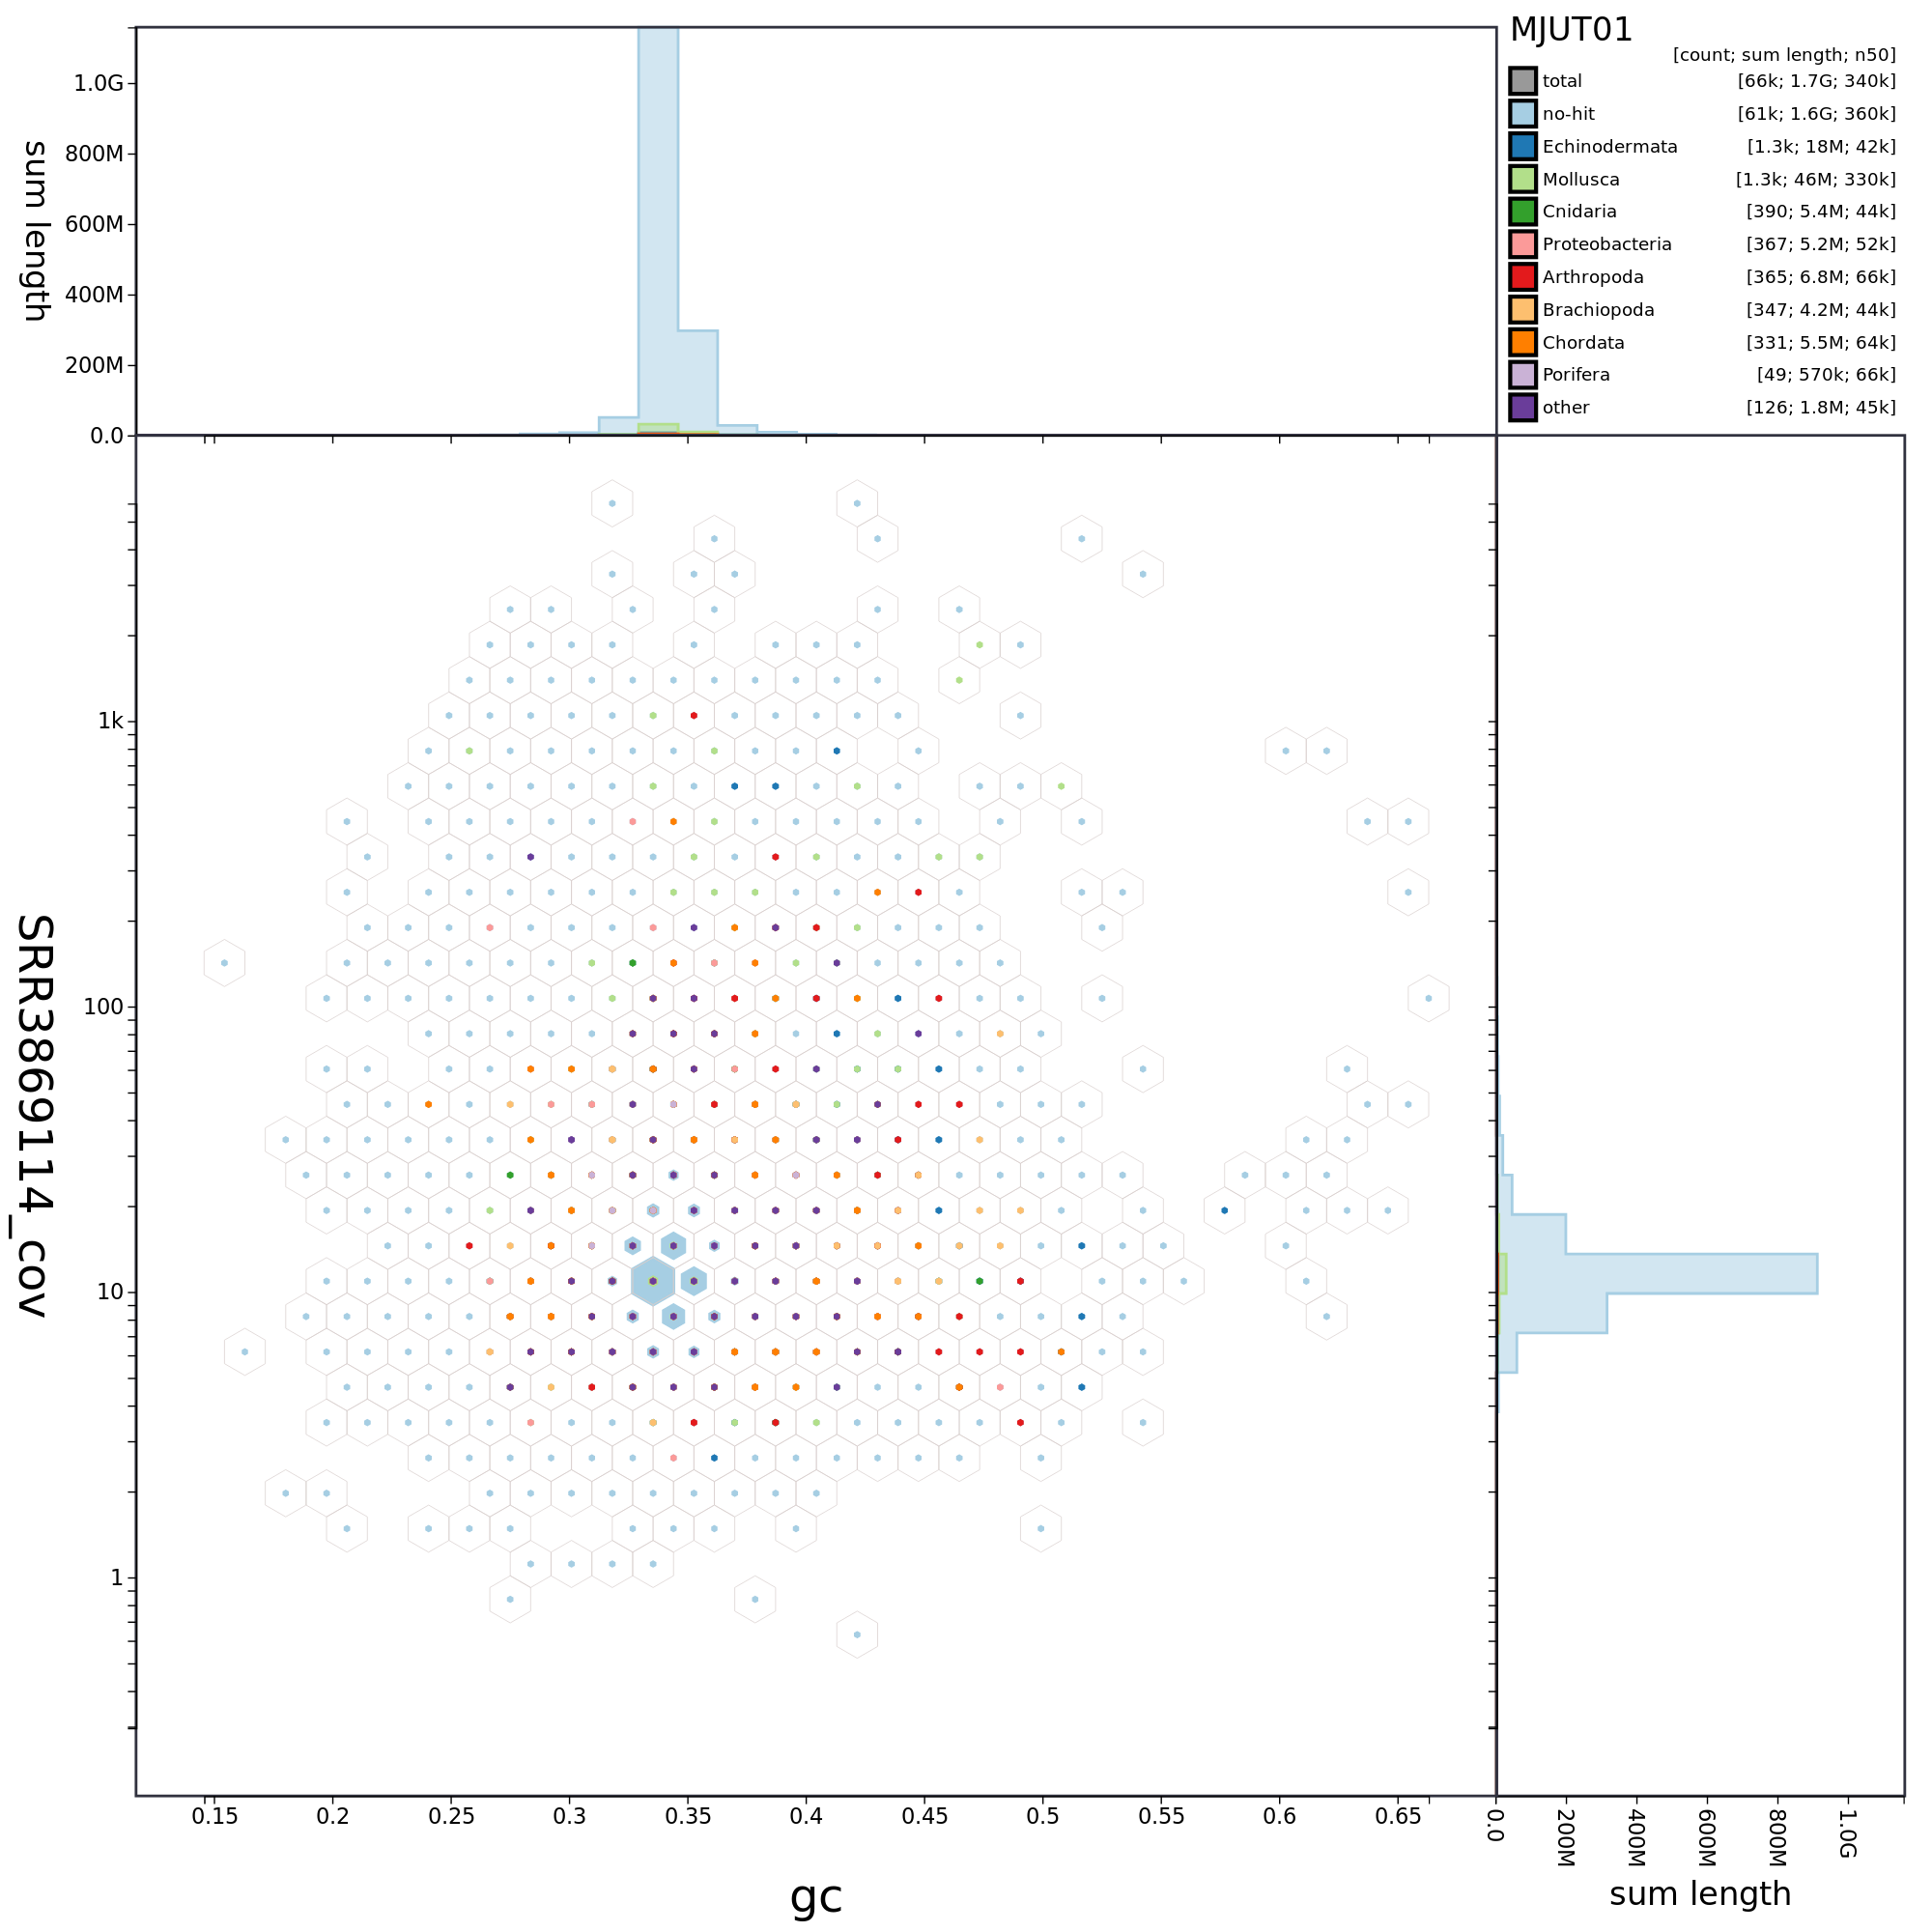 MJUT01
[count; sum length; n50]
total [66k; 1.7G; 340k]
no-hit [61k; 1.6G; 360k]
Echinodermata [1.3k; 18M; 42k]
Mollusca [1.3k; 46M; 330k]
Cnidaria [390; 5.4M; 44k]
Proteobacteria [367; 5.2M; 52k]
Arthropoda [365; 6.8M; 66k]
Brachiopoda [347; 4.2M; 44k]
Chordata [331; 5.5M; 64k]
Porifera [49; 570k; 66k]
other [126; 1.8M; 45k]
sum length
1.0G
800M
600M
400M
200M
0.0
SRR3869114_cov
1k
100
10
1
0.15 0.2 0.25 0.3 0.35 0.4 0.45 0.5 0.55 0.6 0.65
gc
0.0 200M 400M 600M 800M 1.0G
sum length